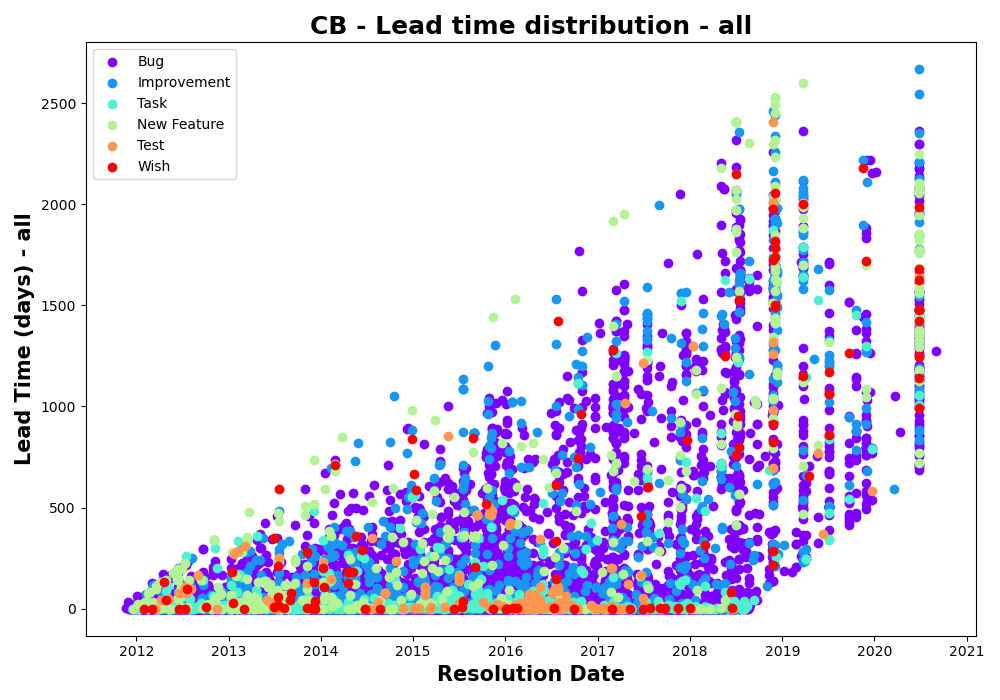 CB - Lead time distribution - all
Bug
Improvement
Task
New Feature
Test
Wish
Lead Time (days) - all
2500
2000
1500
1000
500
0
2012 2013 2014 2015 2016 2017 2018 2019 2020 2021
Resolution Date